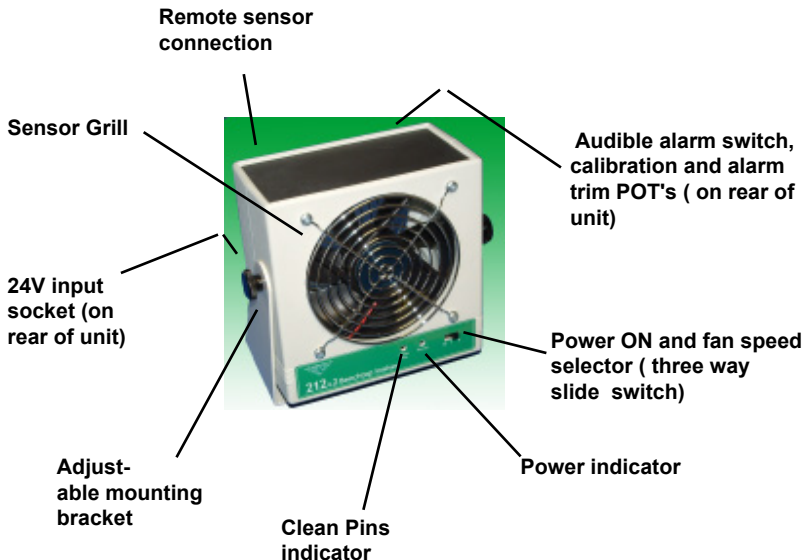 Remote sensor
connection
Sensor Grill
Audible alarm switch,
calibration and alarm
trim POT's ( on rear of
unit)
24V input
socket (on
rear of unit)
Power ON and fan speed
selector ( three way
slide switch)
212
Adjust-
able mounting
bracket
Power indicator
Clean Pins
indicator